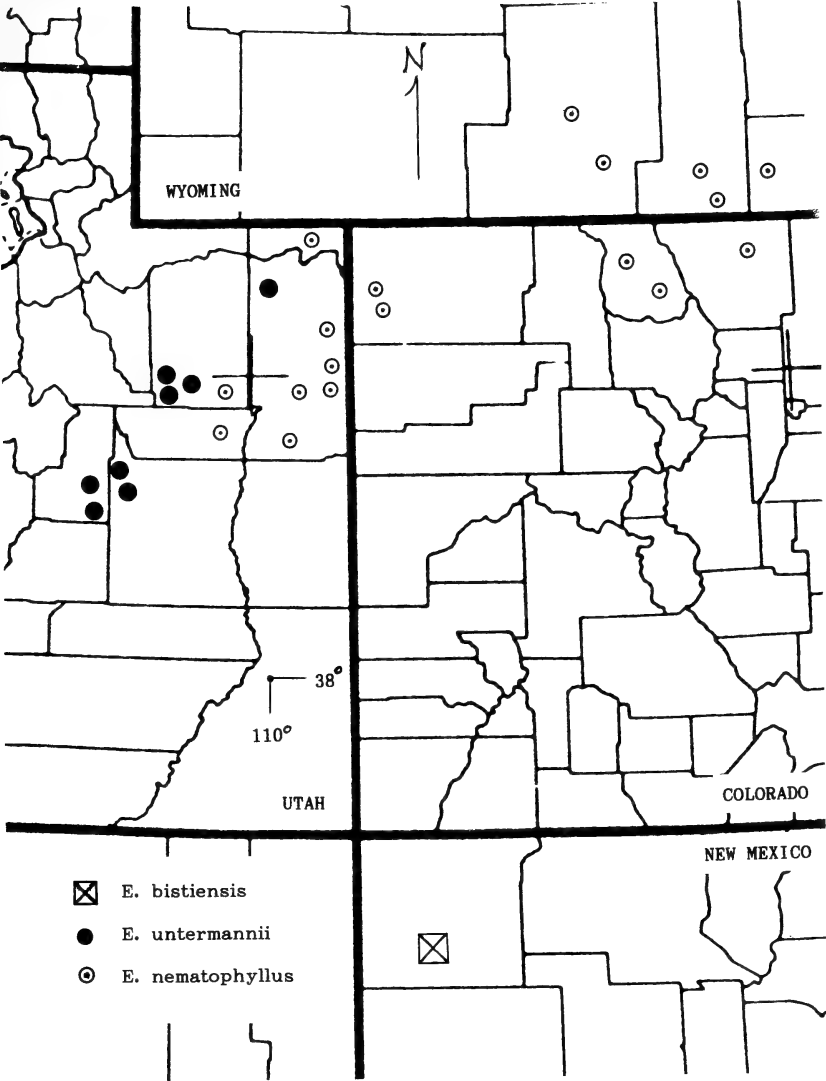 N
WYOMING
38°
110°
UTAH
COLORADO
NEW MEXICO
E. bistiensis
E. untermannii
E. nematophyllus